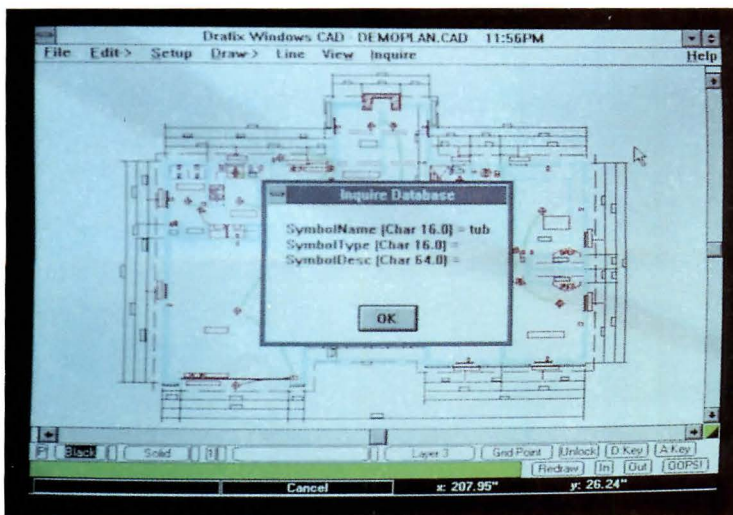 Drafix Windows CAD - DEMOPLAN.CAD 11:56PM
File Edit-> Setup Draw-> Line View Inquire Help
Inquire Database
SymbolName (Char 16.0) = tub
SymbolType (Char 16.0) =
SymbolDesc (Char 64.0) =
OK
P Black Solid 1 Layer 3 Grid Point Unlock D.Key A.Key
Redraw In Out OOPS!
Cancel x: 207.95" y: 26.24"